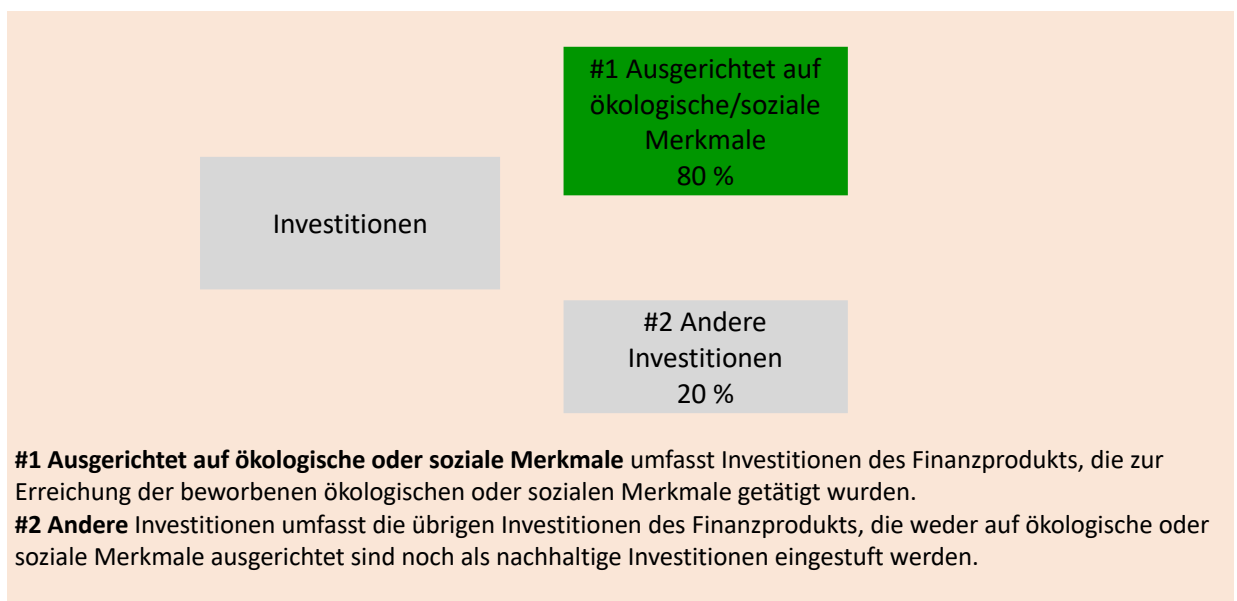 #1 Ausgerichtet auf
ökologische/soziale
Merkmale
80 %
Investitionen
#2 Andere
Investitionen
20 %
#1 Ausgerichtet auf ökologische oder soziale Merkmale umfasst Investitionen des Finanzprodukts, die zur
Erreichung der beworbenen ökologischen oder sozialen Merkmale getätigt wurden.
#2 Andere Investitionen umfasst die übrigen Investitionen des Finanzprodukts, die weder auf ökologische oder
soziale Merkmale ausgerichtet sind noch als nachhaltige Investitionen eingestuft werden.